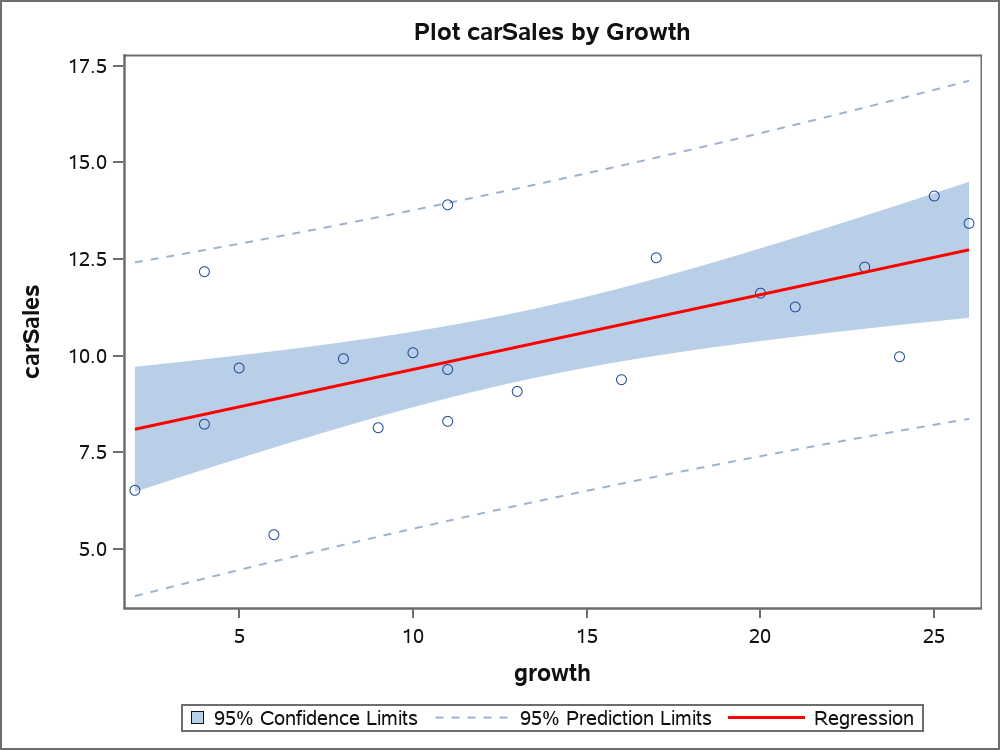 Plot carSales by Growth
17.5
15.0
12.5
10.0
7.5
5.0
carSales
5 10 15 20 25
growth
95% Confidence Limits 95% Prediction Limits Regression